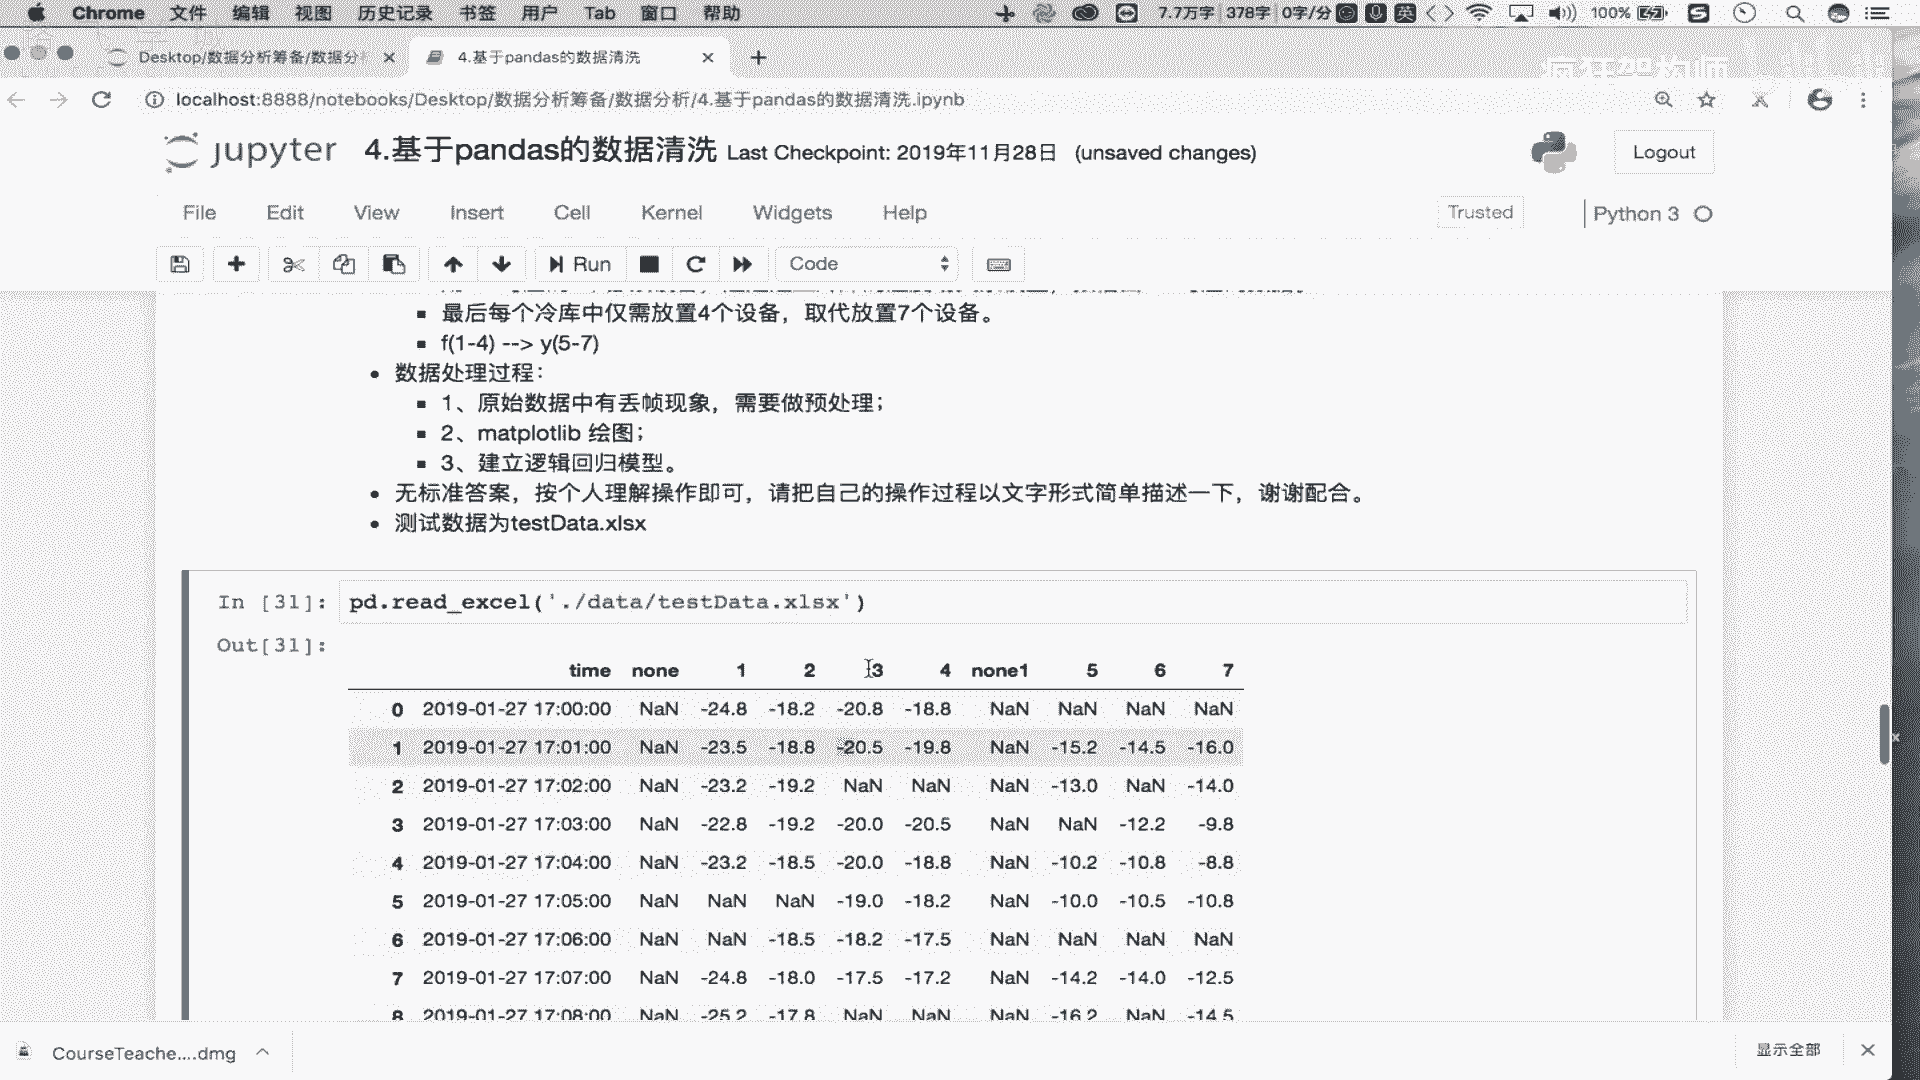 Chrome 文件 编辑 视图 历史记录 书签 用户 Tab 窗口 帮助 7.7万字 378字 0字/分 英 100%
Desktop/数据分析筹备/数据分 4.基于pandas的数据清洗
疯狂架构师
localhost:8888/notebooks/Desktop/数据分析筹备/数据分析/4.基于pandas的数据清洗.ipynb
jupyter 4.基于pandas的数据清洗 Last Checkpoint: 2019年11月28日 (unsaved changes) Logout
File Edit View Insert Cell Kernel Widgets Help Trusted Python 3
Run Code
最后每个冷库中仅需放置4个设备，取代放置7个设备。
f(1-4) --> y(5-7)
数据处理过程：
1、原始数据中有丢帧现象，需要做预处理；
2、matplotlib 绘图；
3、建立逻辑回归模型。
无标准答案，按个人理解操作即可，请把自己的操作过程以文字形式简单描述一下，谢谢配合。
测试数据为testData.xlsx
In [31]: pd.read_excel('./data/testData.xlsx')
Out[31]:
time none 1 2 3 4 none1 5 6 7
0 2019-01-27 17:00:00 NaN -24.8 -18.2 -20.8 -18.8 NaN NaN NaN NaN
1 2019-01-27 17:01:00 NaN -23.5 -18.8 -20.5 -19.8 NaN -15.2 -14.5 -16.0
2 2019-01-27 17:02:00 NaN -23.2 -19.2 NaN NaN NaN -13.0 NaN -14.0
3 2019-01-27 17:03:00 NaN -22.8 -19.2 -20.0 -20.5 NaN NaN -12.2 -9.8
4 2019-01-27 17:04:00 NaN -23.2 -18.5 -20.0 -18.8 NaN -10.2 -10.8 -8.8
5 2019-01-27 17:05:00 NaN NaN NaN -19.0 -18.2 NaN -10.0 -10.5 -10.8
6 2019-01-27 17:06:00 NaN NaN -18.5 -18.2 -17.5 NaN NaN NaN NaN
7 2019-01-27 17:07:00 NaN -24.8 -18.0 -17.5 -17.2 NaN -14.2 -14.0 -12.5
8 2019-01-27 17:08:00 NaN -25.2 -17.8 NaN NaN NaN -16.2 NaN -14.5
CourseTeache....dmg 显示全部